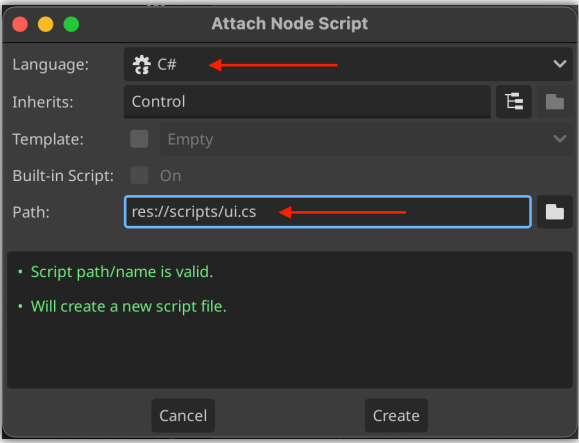 Attach Node Script
Language: C#
Inherits: Control
Template: Empty
Built-in Script: On
Path: res://scripts/ui.cs
• Script path/name is valid.
• Will create a new script file.
Cancel Create